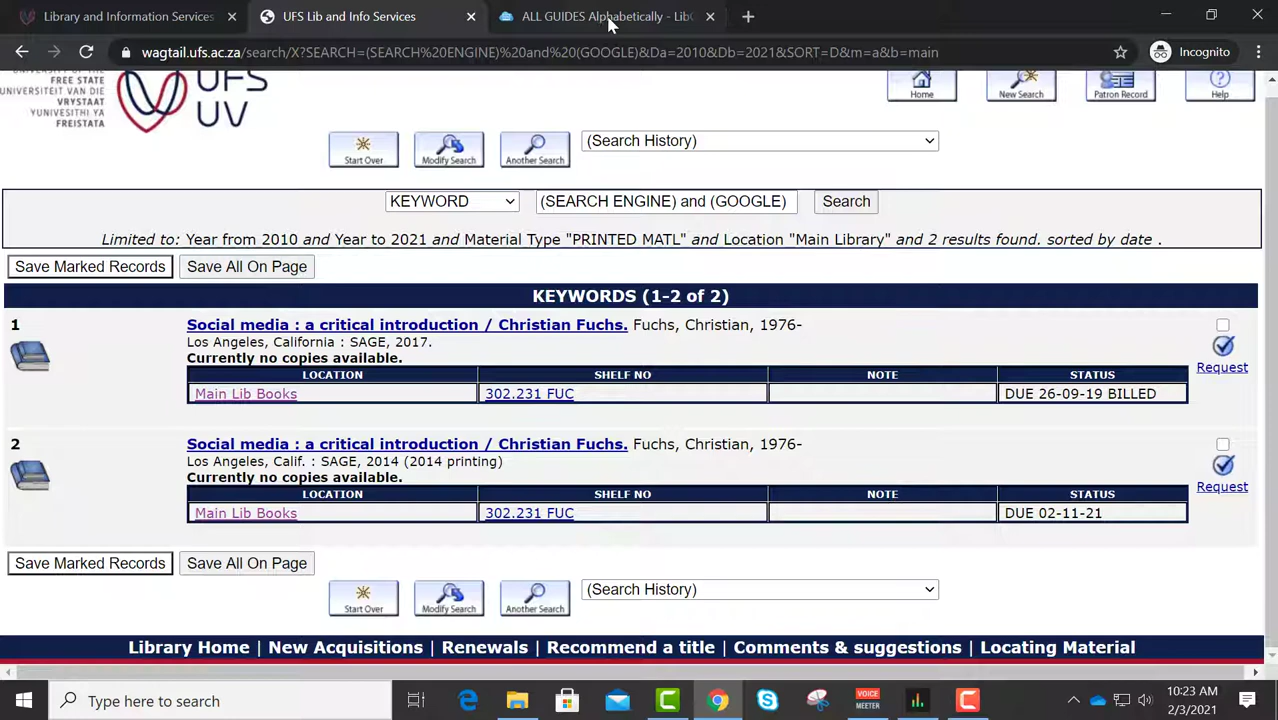 Library and Information Services
UFS Lib and Info Services
ALL GUIDES Alphabetically - LibG
wagtail.ufs.ac.za/search/X?SEARCH=(SEARCH%20ENGINE)%20and%20(GOOGLE)&Da=2010&Db=2021&SORT=D&m=a&b=main
Incognito
FREE STATE
UNIVERSITEIT VAN DIE
VRYSTAAT
YUNIVESITHI YA
FREISTATA
UFS
UV
Home
New Search
Patron Record
Help
Start Over
Modify Search
Another Search
(Search History)
KEYWORD
(SEARCH ENGINE) and (GOOGLE)
Search
Limited to: Year from 2010 and Year to 2021 and Material Type "PRINTED MATL" and Location "Main Library" and 2 results found. sorted by date .
Save Marked Records
Save All On Page
KEYWORDS (1-2 of 2)
1
Social media : a critical introduction / Christian Fuchs. Fuchs, Christian, 1976-
Los Angeles, California : SAGE, 2017.
Currently no copies available.
Request
LOCATION SHELF NO NOTE STATUS
Main Lib Books 302.231 FUC DUE 26-09-19 BILLED
2
Social media : a critical introduction / Christian Fuchs. Fuchs, Christian, 1976-
Los Angeles, Calif. : SAGE, 2014 (2014 printing)
Currently no copies available.
Request
LOCATION SHELF NO NOTE STATUS
Main Lib Books 302.231 FUC DUE 02-11-21
Save Marked Records
Save All On Page
Start Over
Modify Search
Another Search
(Search History)
Library Home | New Acquisitions | Renewals | Recommend a title | Comments & suggestions | Locating Material
Type here to search
VOICE
MEETER
10:23 AM
2/3/2021